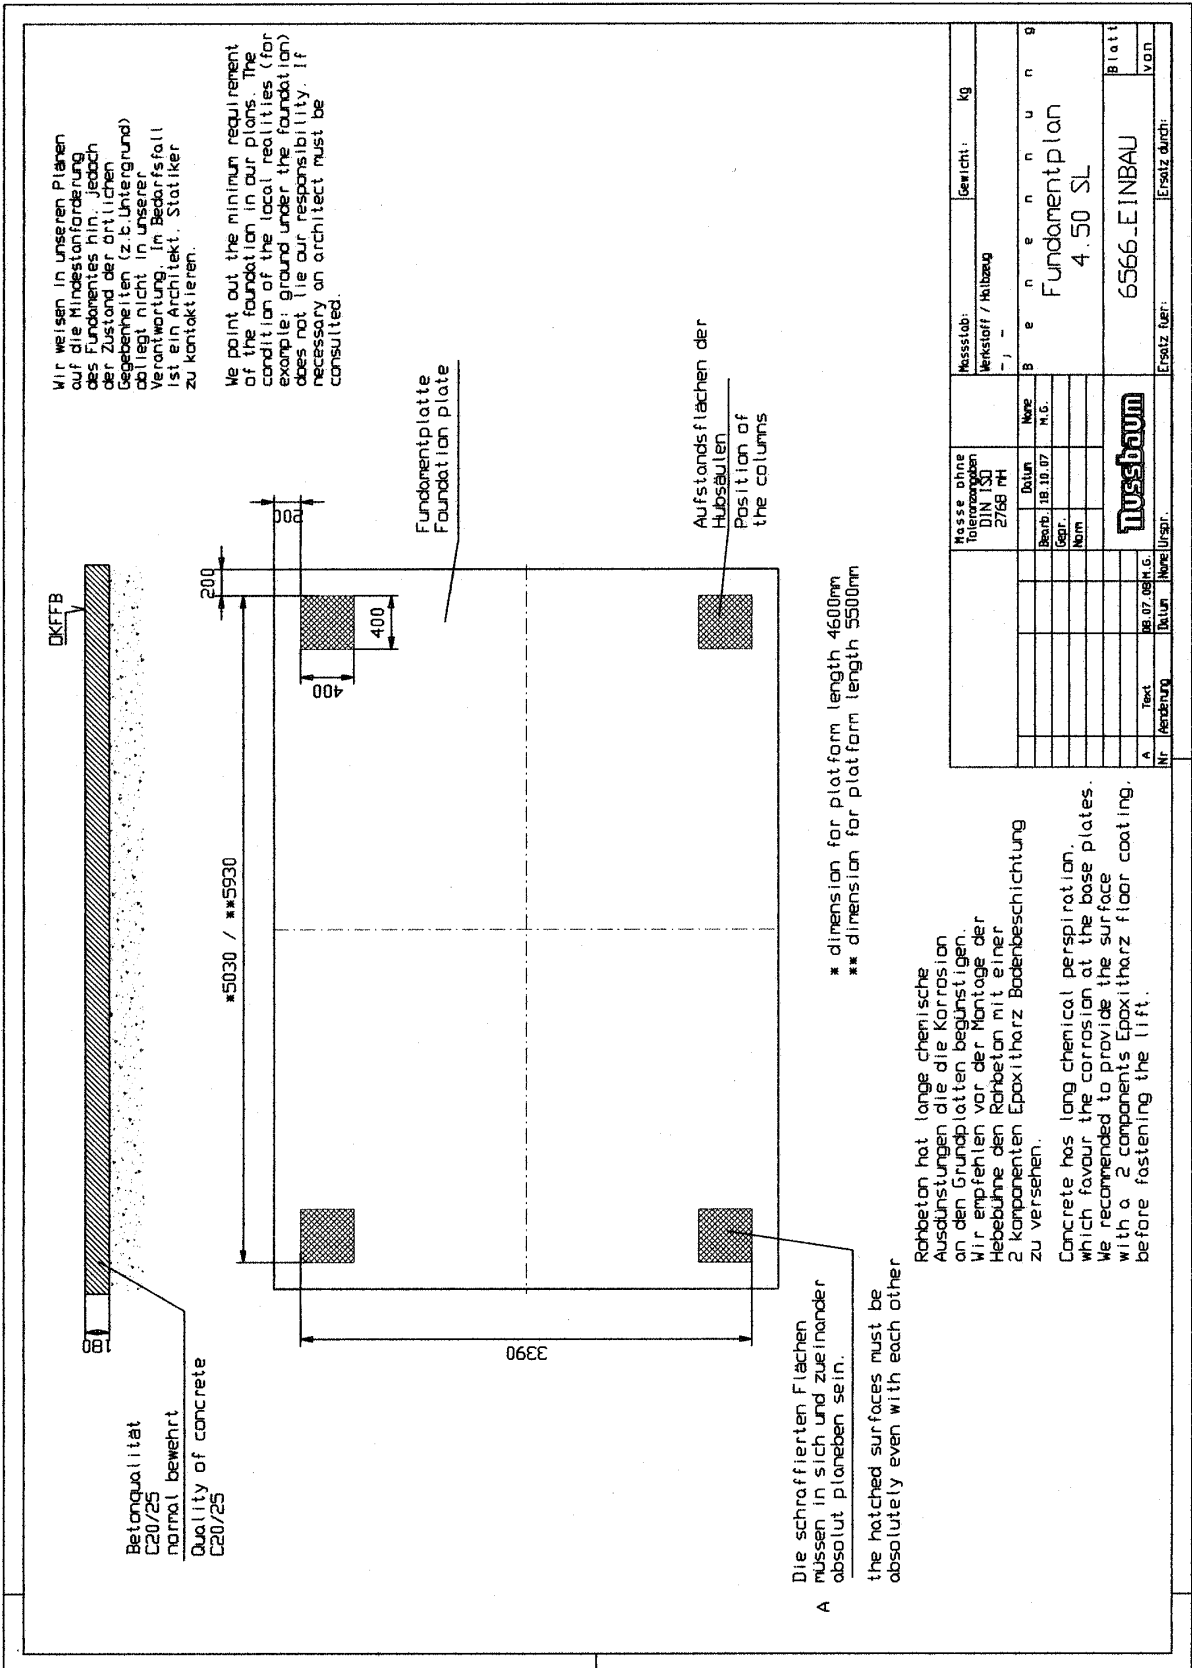 Betonqualität
C20/25
normal bewehrt
Quality of concrete
C20/25
180
OKFFB
*5030 / **5930
200
200
400
400
3390
Wir weisen in unseren Plänen
auf die Mindestanforderung
des Fundamentes hin, jedoch
der Zustand der örtlichen
Gegebenheiten (z.b.Untergrund)
obliegt nicht in unserer
Verantwortung. Im Bedarfsfall
ist ein Architekt, Statiker
zu kontaktieren.
We point out the minimum requirement
of the foundation in our plans. The
condition of the local realities (for
example: ground under the foundation)
does not lie our responsibility. If
necessary an architect must be
consulted.
Fundamentplatte
Foundation plate
Aufstandsflächen der
Hubsäulen
Position of
the columns
A
Die schraffierten Flächen
müssen in sich und zueinander
absolut planeben sein.
the hatched surfaces must be
absolutely even with each other
* dimension for platform length 4600mm
** dimension for platform length 5500mm
Rohbeton hat lange chemische
Ausdünstungen die die Korrosion
an den Grundplatten begünstigen.
Wir empfehlen vor der Montage der
Hebebühne den Rohbeton mit einer
2 komponenten Epoxitharz Bodenbeschichtung
zu versehen.
Concrete has long chemical perspiration.
which favour the corrosion at the base plates.
We recommended to provide the surface
with a 2 components Epoxitharz floor coating.
before fastening the lift.
Masse ohne
Toleranzangaben
DIN ISO
2768 mH
Massstab:
Gewicht: kg
Werkstoff / Halbzeug
- ; -
Datum Name
Bearb. 18.10.07 M.G.
Gepr.
Norm
B e n e n n u n g
Fundamentplan
4.50 SL
Nussbaum
6566_EINBAU
Blatt
von
A Text 08.07.08 M.G.
Nr Aenderung Datum Name Urspr.
Ersatz fuer:
Ersatz durch: